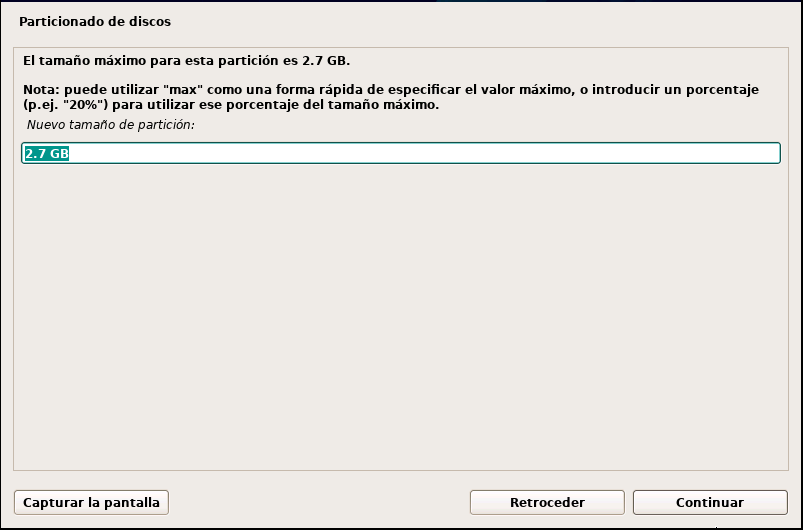 Particionado de discos
El tamaño máximo para esta partición es 2.7 GB.
Nota: puede utilizar "max" como una forma rápida de especificar el valor máximo, o introducir un porcentaje
(p.ej. "20%") para utilizar ese porcentaje del tamaño máximo.
Nuevo tamaño de partición:
2.7 GB
Capturar la pantalla
Retroceder
Continuar